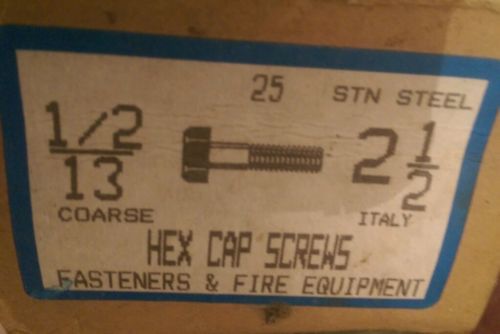 25 STN STEEL
1/2
13
2 1/2
COARSE
ITALY
HEX CAP SCREWS
FASTENERS & FIRE EQUIPMENT